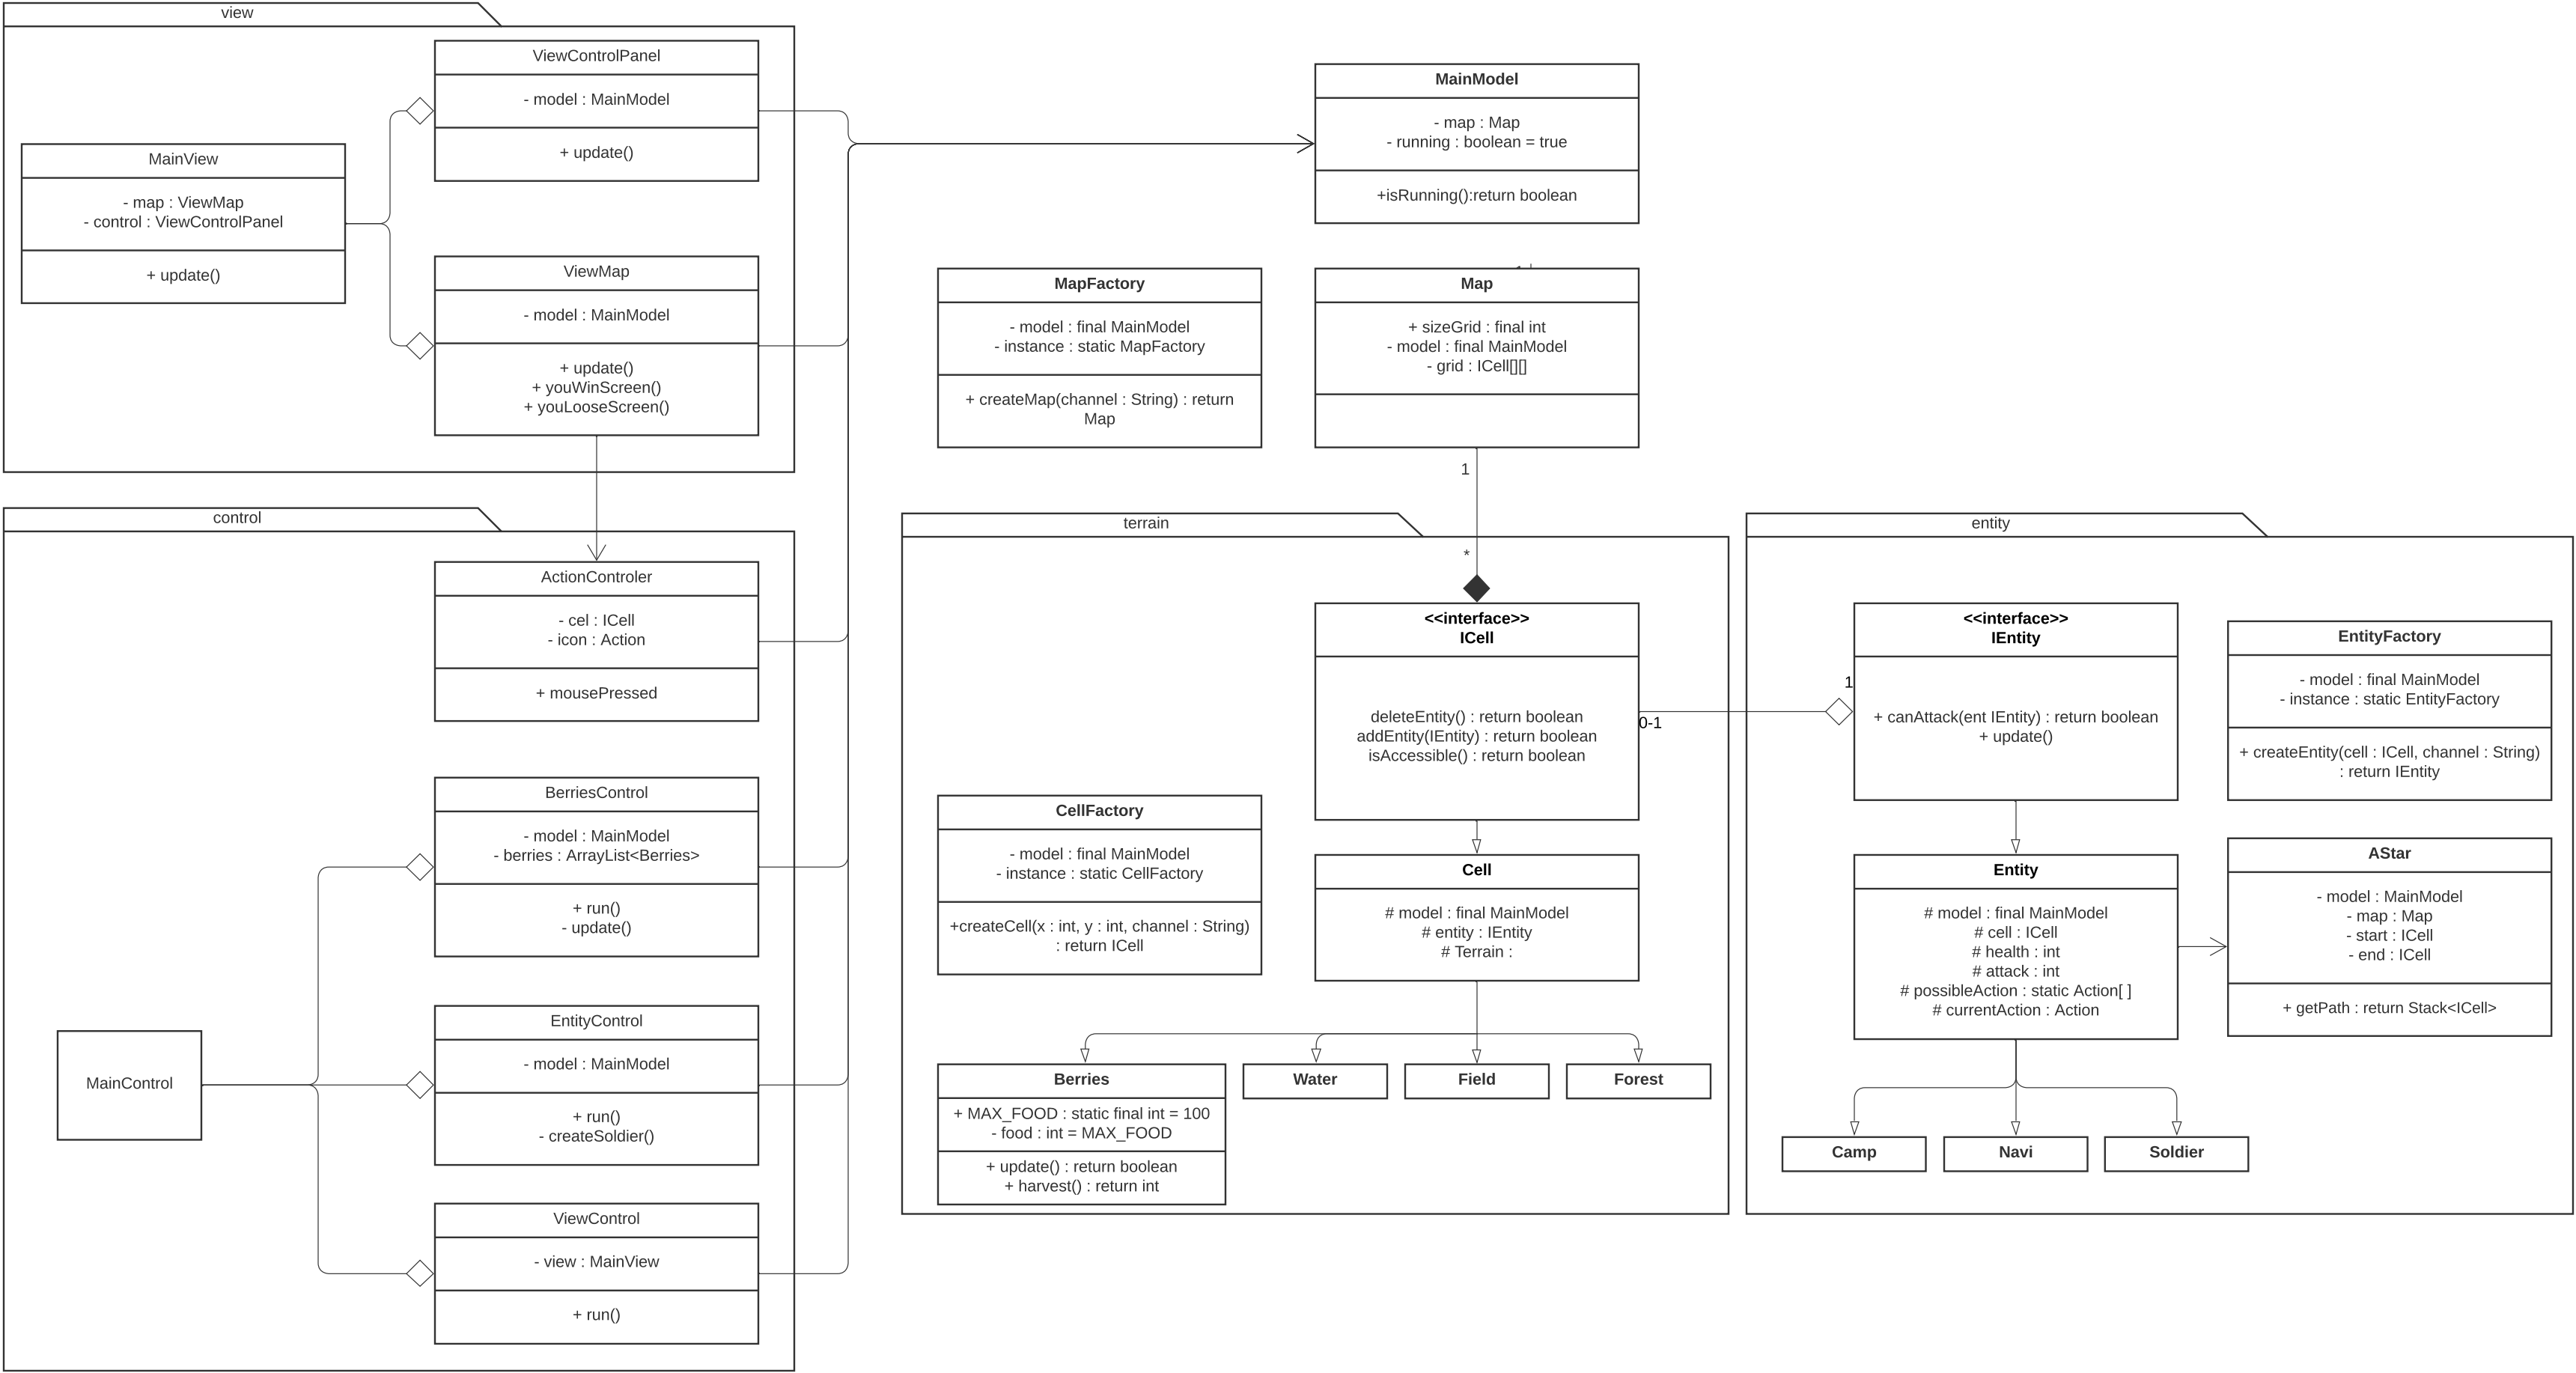 view
ViewControlPanel
- model : MainModel
+ update()
MainView
- map : ViewMap
- control : ViewControlPanel
+ update()
ViewMap
- model : MainModel
+ update()
+ youWinScreen()
+ youLooseScreen()
MainModel
- map : Map
- running : boolean = true
+isRunning():return boolean
MapFactory
- model : final MainModel
- instance : static MapFactory
+ createMap(channel : String) : return
Map
Map
+ sizeGrid : final int
- model : final MainModel
- grid : ICell[][]
1
*
control
ActionControler
- cel : ICell
- icon : Action
+ mousePressed
BerriesControl
- model : MainModel
- berries : ArrayList<Berries>
+ run()
- update()
MainControl
EntityControl
- model : MainModel
+ run()
- createSoldier()
ViewControl
- view : MainView
+ run()
terrain
<<interface>>
ICell
deleteEntity() : return boolean
addEntity(IEntity) : return boolean
isAccessible() : return boolean
0-1
1
CellFactory
- model : final MainModel
- instance : static CellFactory
+createCell(x : int, y : int, channel : String)
: return ICell
Cell
# model : final MainModel
# entity : IEntity
# Terrain :
Berries
+ MAX_FOOD : static final int = 100
- food : int = MAX_FOOD
+ update() : return boolean
+ harvest() : return int
Water
Field
Forest
entity
<<interface>>
IEntity
+ canAttack(ent IEntity) : return boolean
+ update()
EntityFactory
- model : final MainModel
- instance : static EntityFactory
+ createEntity(cell : ICell, channel : String)
: return IEntity
Entity
# model : final MainModel
# cell : ICell
# health : int
# attack : int
# possibleAction : static Action[ ]
# currentAction : Action
AStar
- model : MainModel
- map : Map
- start : ICell
- end : ICell
+ getPath : return Stack<ICell>
Camp
Navi
Soldier